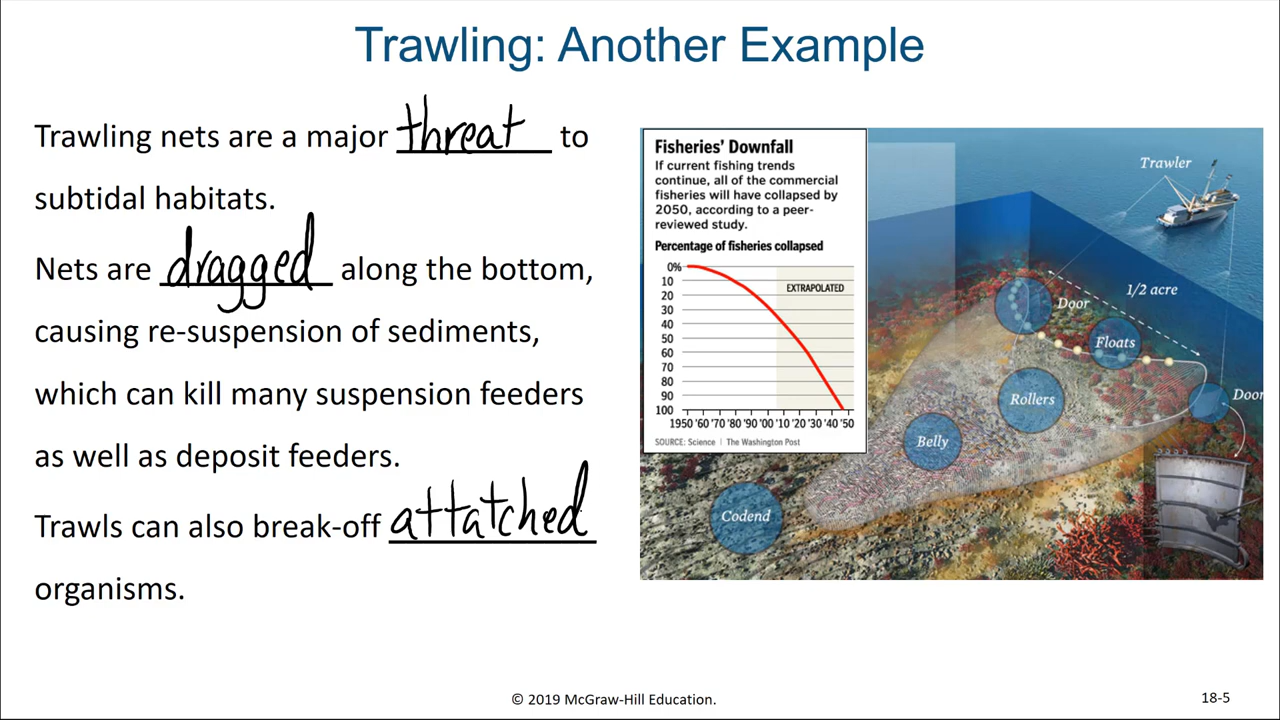 Trawling: Another Example
Trawling nets are a major threat to
subtidal habitats.
Nets are dragged along the bottom,
causing re-suspension of sediments,
which can kill many suspension feeders
as well as deposit feeders.
Trawls can also break-off attatched
organisms.
Fisheries' Downfall
If current fishing trends
continue, all of the commercial
fisheries will have collapsed by
2050, according to a peer-
reviewed study.
Percentage of fisheries collapsed
0%
10
20
30
40
50
60
70
80
90
100
EXTRAPOLATED
1950 '60 '70 '80 '90 '00 '10 '20 '30 '40 '50
SOURCE: Science | The Washington Post
Trawler
1/2 acre
Door
Floats
Rollers
Door
Belly
Codend
© 2019 McGraw-Hill Education.
18-5